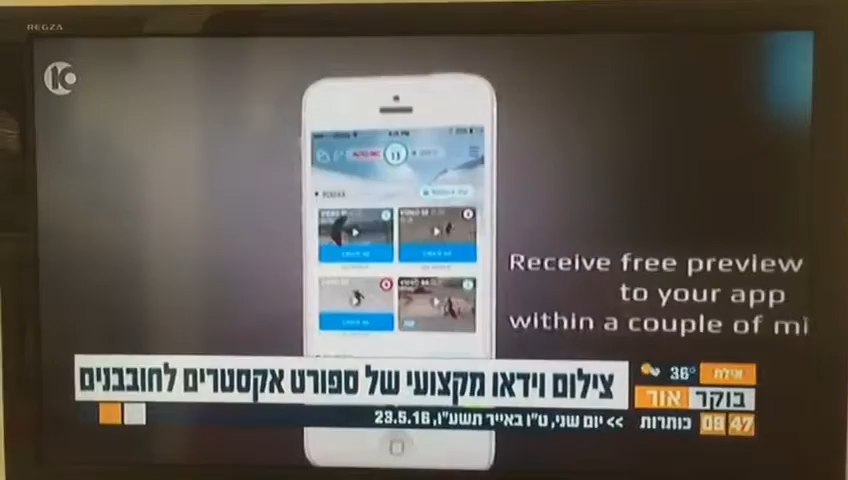 REGZA
10
Receive free preview
to your app
within a couple of mi
צילום וידאו מקצועי של ספורט אקסטרים לחובבנים
אילת 36°
בוקר אור
>> יום שני, ט"ו באייר תשע"ו, 23.5.16
כותרות 09 47